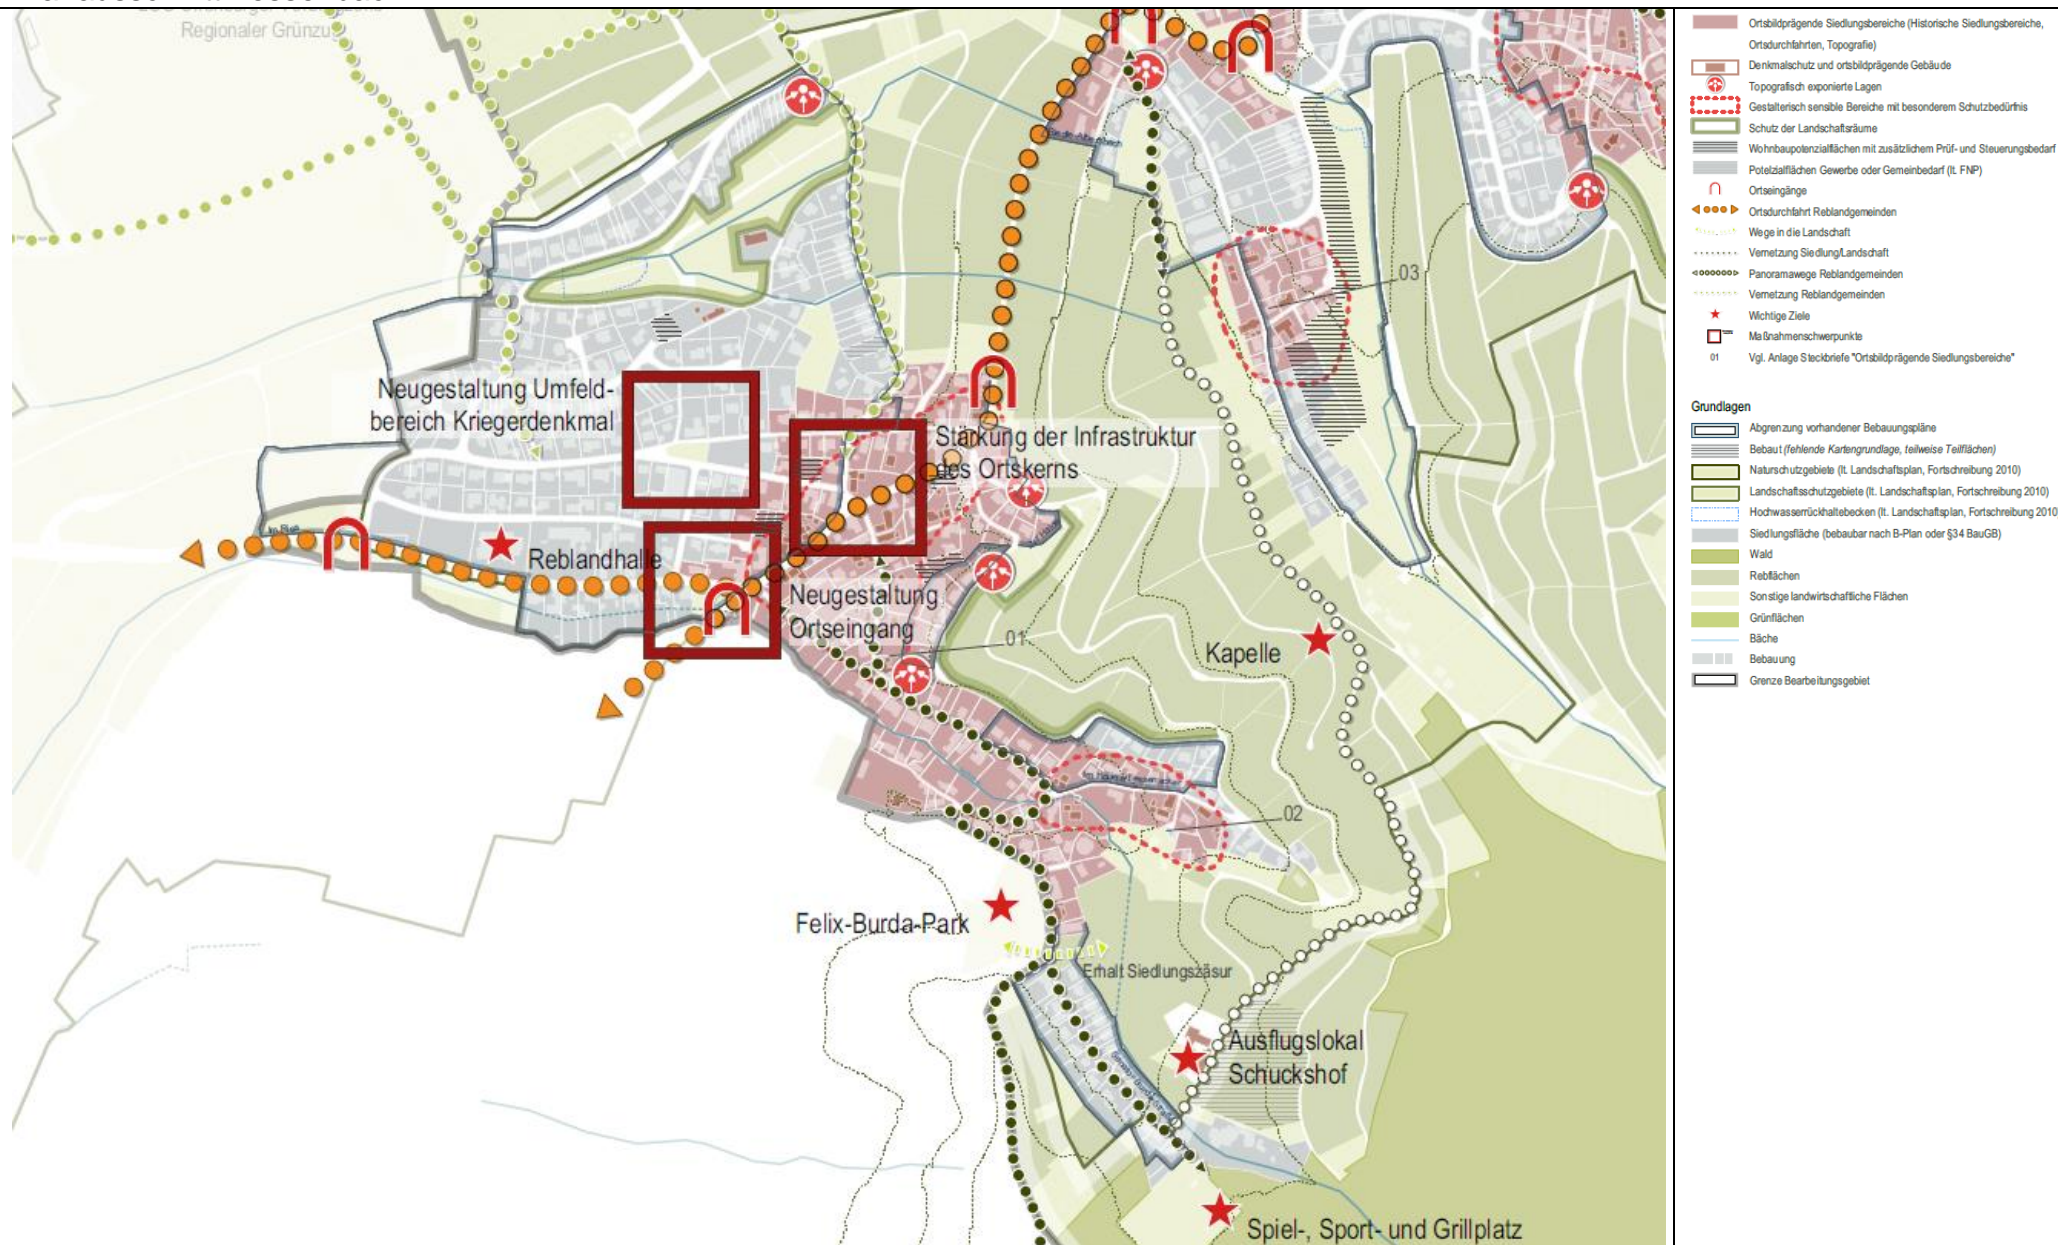 Regionaler Grünzug
Neugestaltung Umfeld-
bereich Kriegerdenkmal
Stärkung der Infrastruktur
des Ortskerns
Reblandhalle
Neugestaltung
Ortseingang
01
02
03
Kapelle
Felix-Burda-Park
Erhalt Siedlungszäsur
Ausflugslokal
Schuckshof
Spiel-, Sport- und Grillplatz
Ortsbildprägende Siedlungsbereiche (Historische Siedlungsbereiche,
Ortsdurchfahrten, Topografie)
Denkmalschutz und ortsbildprägende Gebäude
Topografisch exponierte Lagen
Gestalterisch sensible Bereiche mit besonderem Schutzbedürfnis
Schutz der Landschaftsräume
Wohnbaupotenzialflächen mit zusätzlichem Prüf- und Steuerungsbedarf
Potelzialflächen Gewerbe oder Gemeinbedarf (lt. FNP)
Ortseingänge
Ortsdurchfahrt Reblandgemeinden
Wege in die Landschaft
Vernetzung Siedlung/Landschaft
Panoramawege Reblandgemeinden
Vernetzung Reblandgemeinden
Wichtige Ziele
Maßnahmenschwerpunkte
01 Vgl. Anlage Steckbriefe "Ortsbildprägende Siedlungsbereiche"
Grundlagen
Abgrenzung vorhandener Bebauungspläne
Bebaut (fehlende Kartengrundlage, teilweise Teilflächen)
Naturschutzgebiete (lt. Landschaftsplan, Fortschreibung 2010)
Landschaftsschutzgebiete (lt. Landschaftsplan, Fortschreibung 2010)
Hochwasserrückhaltebecken (lt. Landschaftsplan, Fortschreibung 2010
Siedlungsfläche (bebaubar nach B-Plan oder §34 BauGB)
Wald
Rebflächen
Sonstige landwirtschaftliche Flächen
Grünflächen
Bäche
Bebauung
Grenze Bearbeitungsgebiet